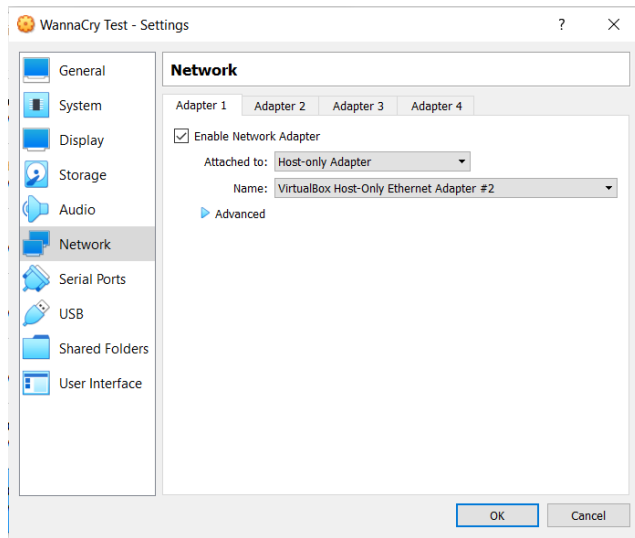 WannaCry Test - Settings ? ×
General
System
Display
Storage
Audio
Network
Serial Ports
USB
Shared Folders
User Interface
Network
Adapter 1 Adapter 2 Adapter 3 Adapter 4
Enable Network Adapter
Attached to: Host-only Adapter
Name: VirtualBox Host-Only Ethernet Adapter #2
Advanced
OK Cancel